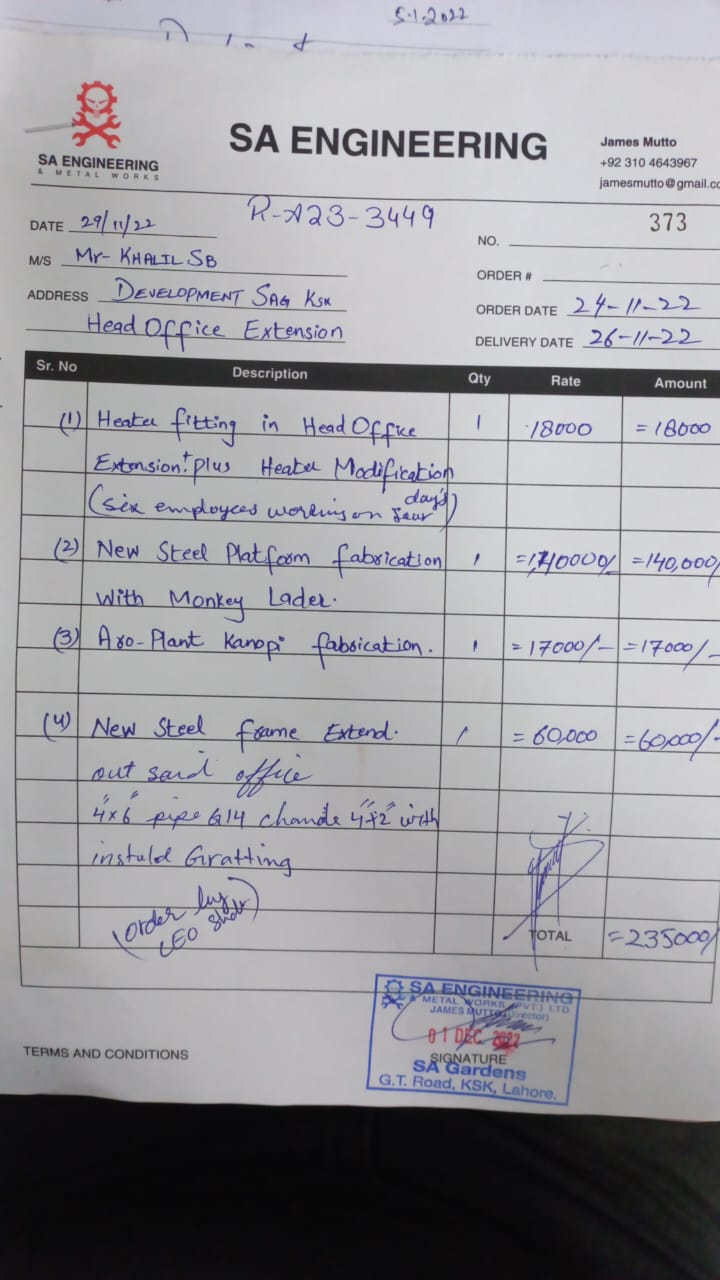 5-1-2022
SA ENGINEERING
& METAL WORKS
SA ENGINEERING
James Mutto
+92 310 4643967
jamesmutto@gmail.co
R-A23-3449
373
DATE 29/11/22
NO.
M/S Mr- KHALIL SB
ORDER #
ADDRESS DEVELOPMENT SAG KSK
ORDER DATE 24-11-22
Head Office Extension
DELIVERY DATE 26-11-22
Sr. No Description Qty Rate Amount
(1) Heater fitting in Head Office 1 18000 =18000
Extension plus Heater Modification
(six employees working on four day's)
(2) New Steel Platform fabrication 1 =140000/ =140,000/
with Monkey Lader.
(3) Aro-Plant Kanopi fabrication. 1 =17000/- =17000/-
(4) New Steel frame Extend. 1 =60,000 =60,000/-
out said office
4"x6" pipe G14 chanle 4"x2" with
instuld Gratting
(order by
CEO Shab)
TOTAL =235000/
SA ENGINEERING
& METAL WORKS (PVT.) LTD
JAMES MUTTO (Director)
01 DEC 2022
TERMS AND CONDITIONS
SIGNATURE
SA Gardens
G.T. Road, KSK, Lahore.